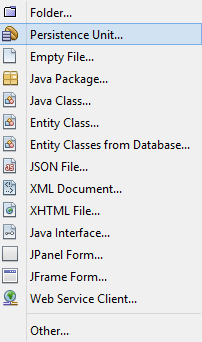 Folder...
Persistence Unit...
Empty File...
Java Package...
Java Class...
Entity Class...
Entity Classes from Database...
JSON File...
XML Document...
XHTML File...
Java Interface...
JPanel Form...
JFrame Form...
Web Service Client...
Other...